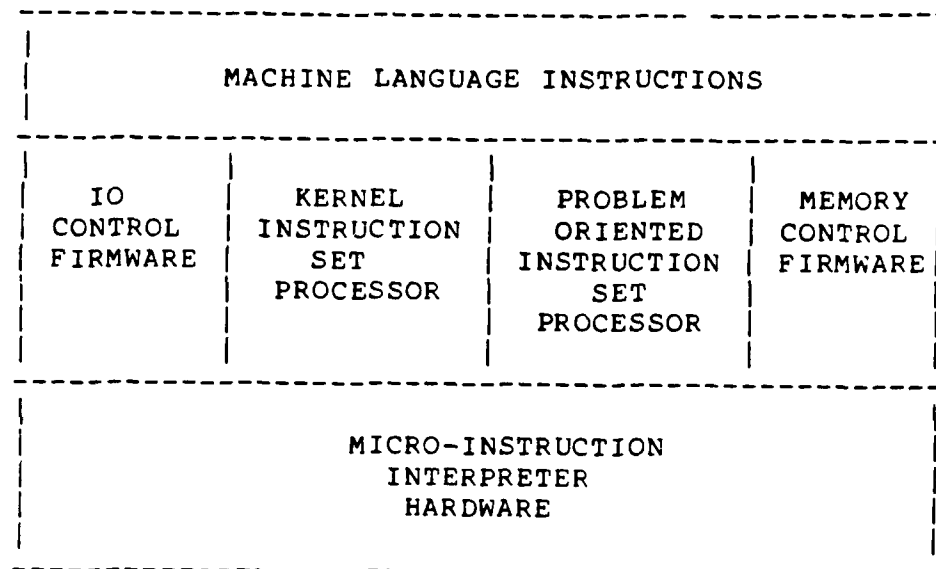 MACHINE LANGUAGE INSTRUCTIONS
IO
CONTROL
FIRMWARE
KERNEL
INSTRUCTION
SET
PROCESSOR
PROBLEM
ORIENTED
INSTRUCTION
SET
PROCESSOR
MEMORY
CONTROL
FIRMWARE
MICRO-INSTRUCTION
INTERPRETER
HARDWARE